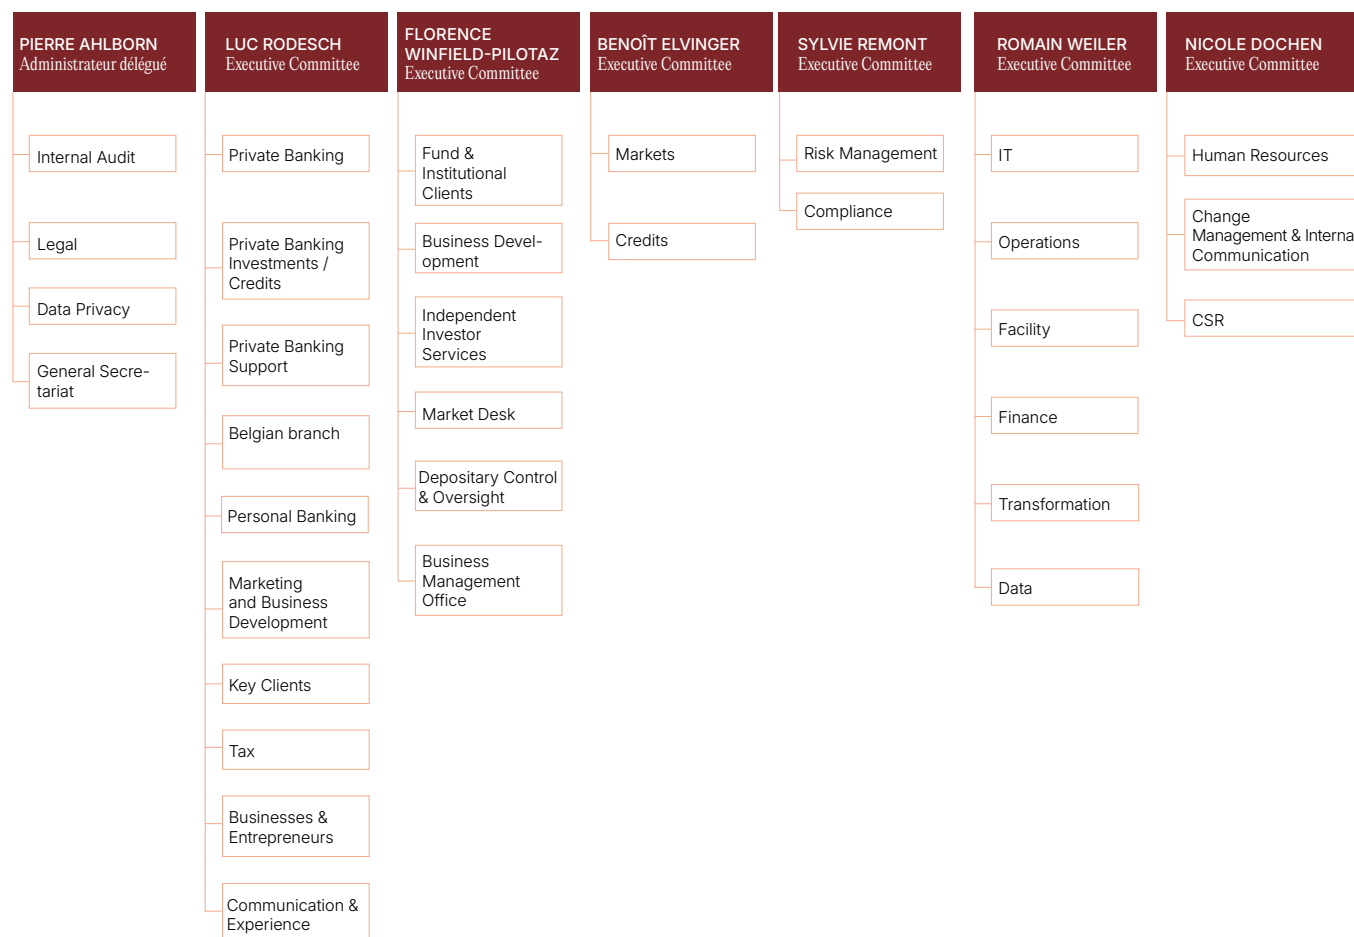 PIERRE AHLBORN
Administrateur délégué
Internal Audit
Legal
Data Privacy
General Secre-
tariat
LUC RODESCH
Executive Committee
Private Banking
Private Banking
Investments /
Credits
Private Banking
Support
Belgian branch
Personal Banking
Marketing
and Business
Development
Key Clients
Tax
Businesses &
Entrepreneurs
Communication &
Experience
FLORENCE
WINFIELD-PILOTAZ
Executive Committee
Fund &
Institutional
Clients
Business Devel-
opment
Independent
Investor
Services
Market Desk
Depositary Control
& Oversight
Business
Management
Office
BENOÎT ELVINGER
Executive Committee
Markets
Credits
SYLVIE REMONT
Executive Committee
Risk Management
Compliance
ROMAIN WEILER
Executive Committee
IT
Operations
Facility
Finance
Transformation
Data
NICOLE DOCHEN
Executive Committee
Human Resources
Change
Management & Interna
Communication
CSR